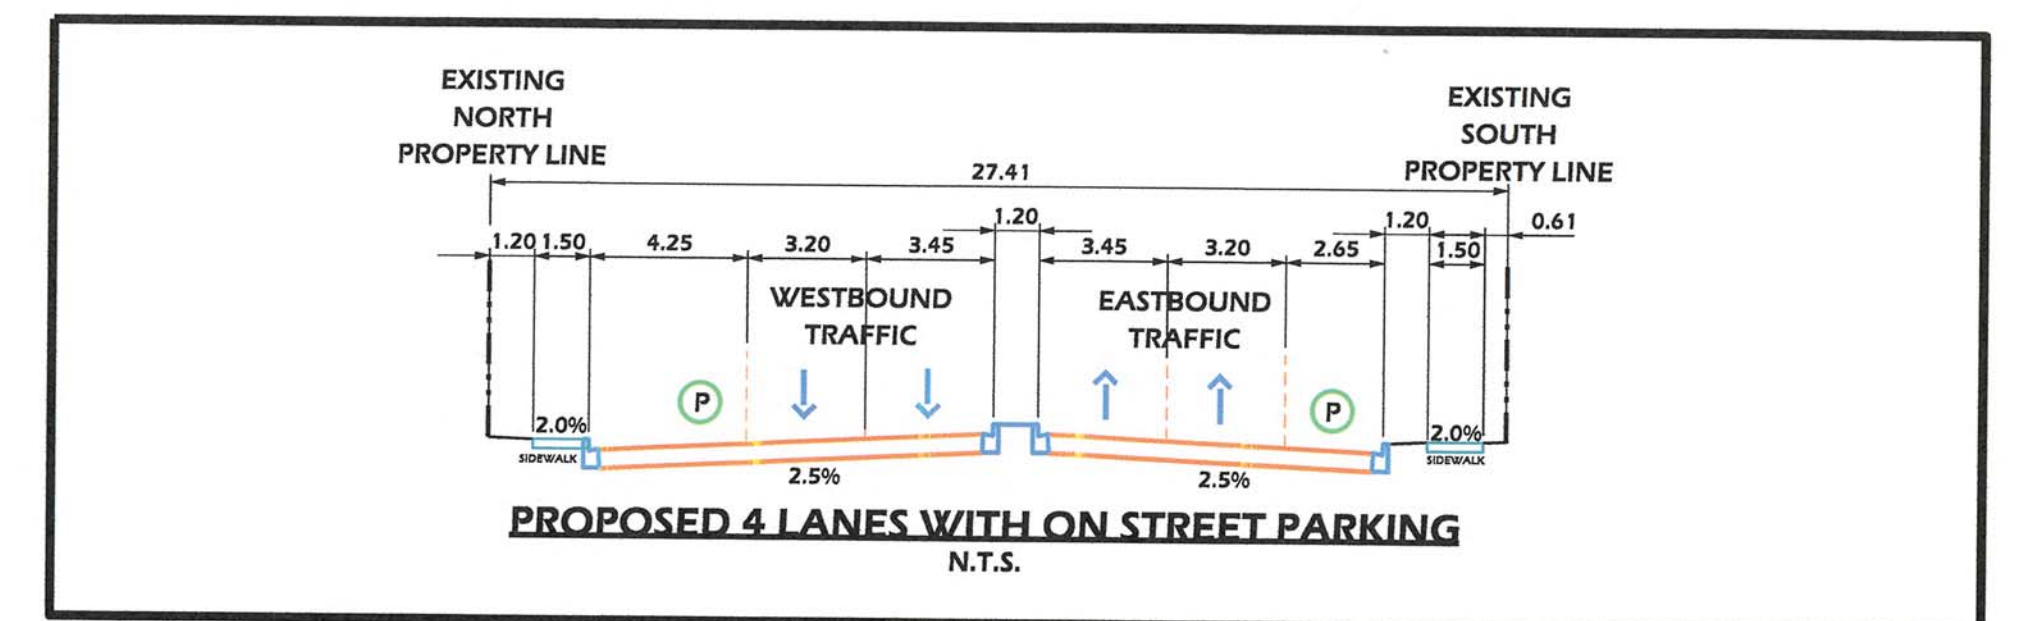 EXISTING
NORTH
PROPERTY LINE
EXISTING
SOUTH
PROPERTY LINE
27.41
1.20 1.50 4.25 3.20 3.45 1.20 3.45 3.20 2.65 1.20 1.50 0.61
WESTBOUND
TRAFFIC
EASTBOUND
TRAFFIC
P
P
2.0%
SIDEWALK
2.0%
SIDEWALK
2.5%
2.5%
PROPOSED 4 LANES WITH ON STREET PARKING
N.T.S.